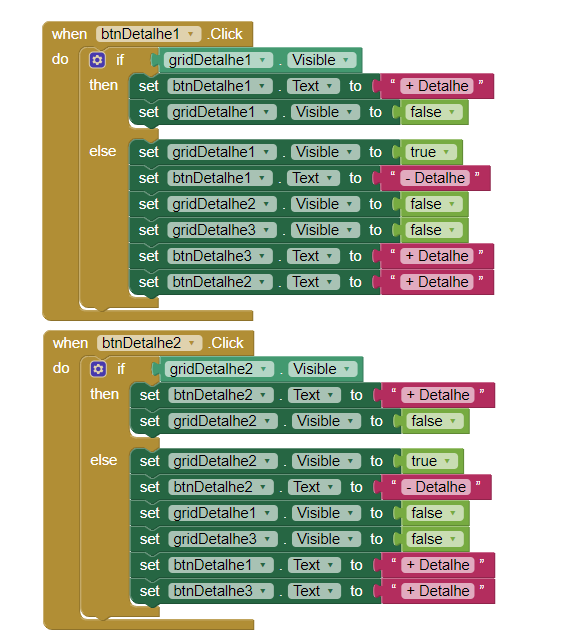 when btnDetalhe1 .Click
do if gridDetalhe1 . Visible
then set btnDetalhe1 . Text to “ + Detalhe ”
set gridDetalhe1 . Visible to false
else set gridDetalhe1 . Visible to true
set btnDetalhe1 . Text to “ - Detalhe ”
set gridDetalhe2 . Visible to false
set gridDetalhe3 . Visible to false
set btnDetalhe3 . Text to “ + Detalhe ”
set btnDetalhe2 . Text to “ + Detalhe ”
when btnDetalhe2 .Click
do if gridDetalhe2 . Visible
then set btnDetalhe2 . Text to “ + Detalhe ”
set gridDetalhe2 . Visible to false
else set gridDetalhe2 . Visible to true
set btnDetalhe2 . Text to “ - Detalhe ”
set gridDetalhe1 . Visible to false
set gridDetalhe3 . Visible to false
set btnDetalhe1 . Text to “ + Detalhe ”
set btnDetalhe3 . Text to “ + Detalhe ”